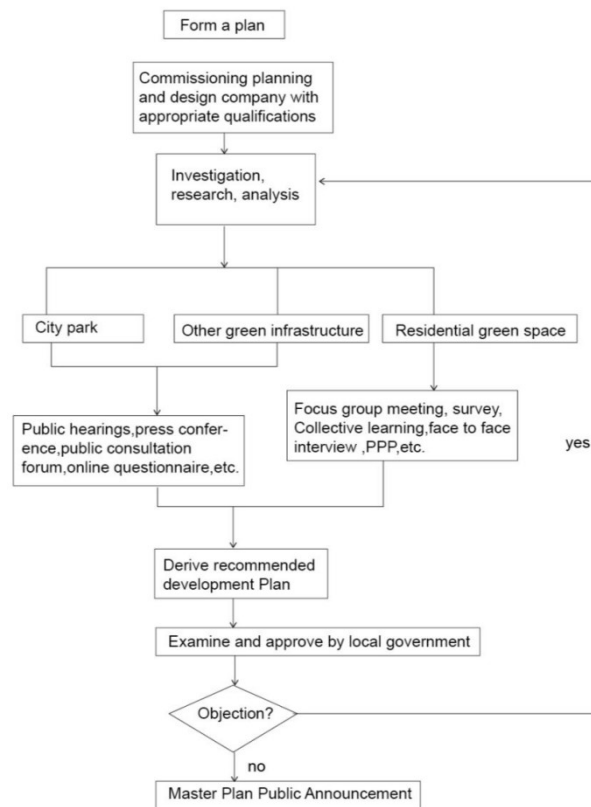 Form a plan
Commissioning planning
and design company with
appropriate qualifications
Investigation,
research, analysis
City park
Other green infrastructure
Residential green space
Public hearings,press confer-
ence,public consultation
forum,online questionnaire,etc.
Focus group meeting, survey,
Collective learning,face to face
interview ,PPP,etc.
yes
Derive recommended
development Plan
Examine and approve by local government
Objection?
no
Master Plan Public Announcement